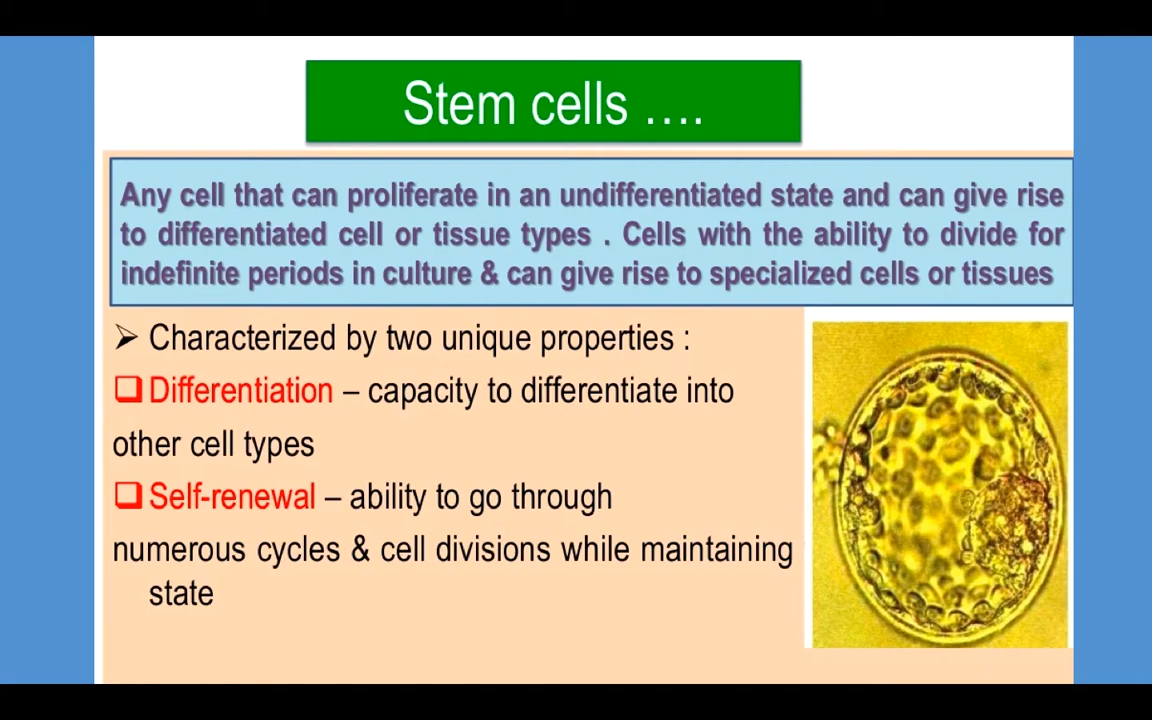 Stem cells ….
Any cell that can proliferate in an undifferentiated state and can give rise
to differentiated cell or tissue types . Cells with the ability to divide for
indefinite periods in culture & can give rise to specialized cells or tissues
➢ Characterized by two unique properties :
❑ Differentiation – capacity to differentiate into
other cell types
❑ Self-renewal – ability to go through
numerous cycles & cell divisions while maintaining
state